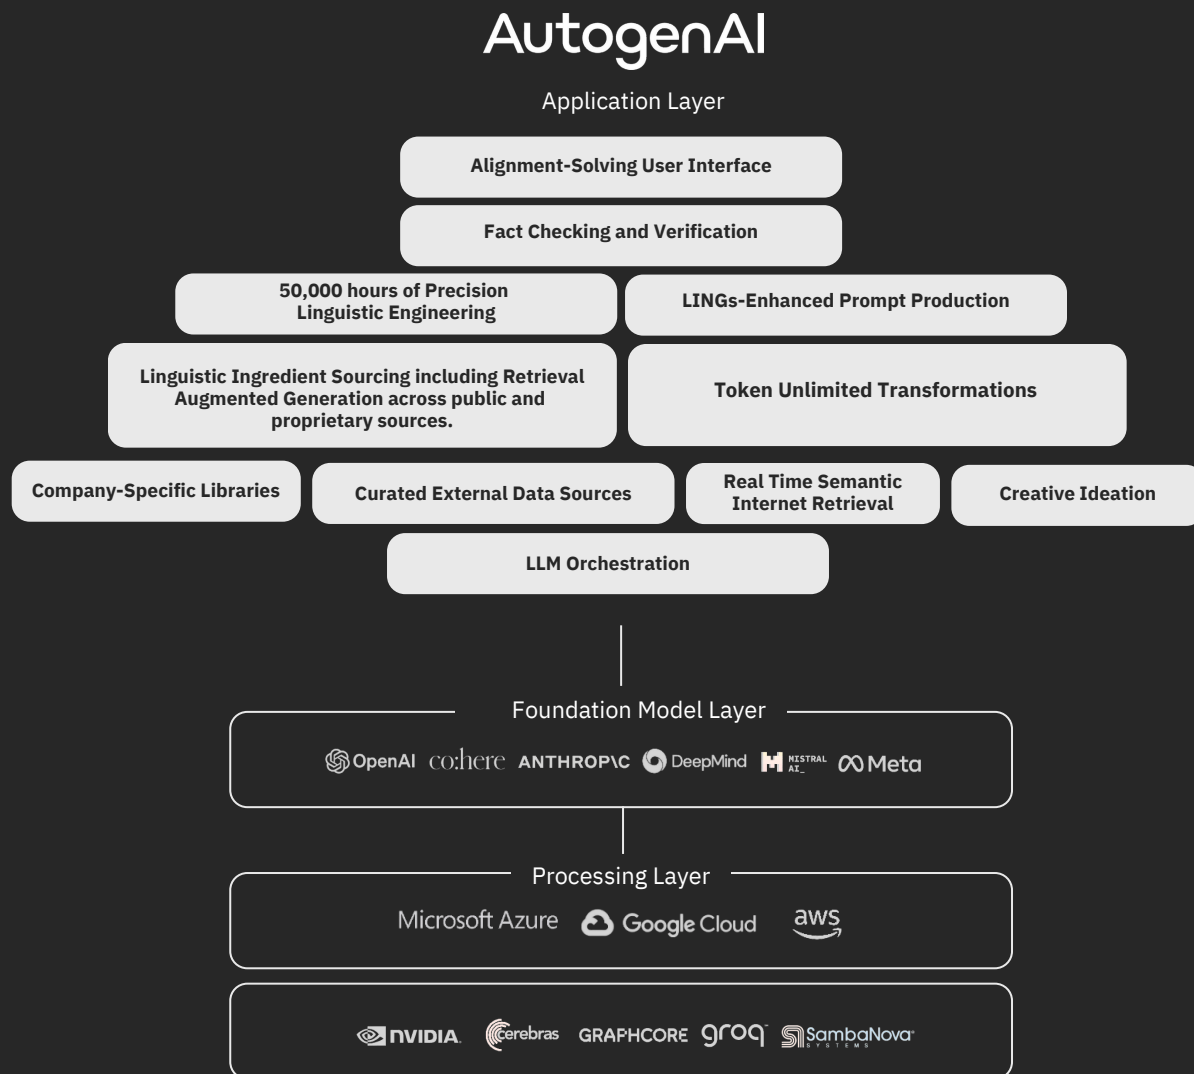 AutogenAI
Application Layer
Alignment-Solving User Interface
Fact Checking and Verification
50,000 hours of Precision
Linguistic Engineering
LINGs-Enhanced Prompt Production
Linguistic Ingredient Sourcing including Retrieval
Augmented Generation across public and
proprietary sources.
Token Unlimited Transformations
Company-Specific Libraries
Curated External Data Sources
Real Time Semantic
Internet Retrieval
Creative Ideation
LLM Orchestration
Foundation Model Layer
OpenAI
co:here
ANTHROP\C
DeepMind
MISTRAL
AI_
Meta
Processing Layer
Microsoft Azure
Google Cloud
aws
NVIDIA.
cerebras
GRAPHCORE
groq™
SambaNova®
SYSTEMS